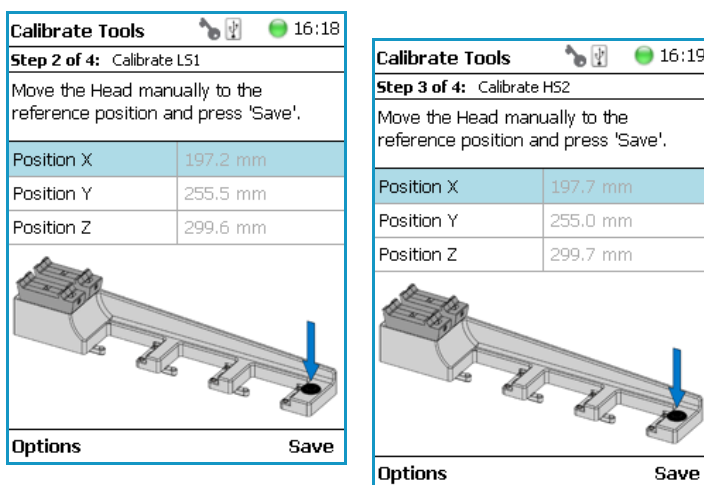 Calibrate Tools 16:18
Step 2 of 4: Calibrate LS1
Move the Head manually to the
reference position and press 'Save'.
Position X 197.2 mm
Position Y 255.5 mm
Position Z 299.6 mm
Options Save
Calibrate Tools 16:19
Step 3 of 4: Calibrate HS2
Move the Head manually to the
reference position and press 'Save'.
Position X 197.7 mm
Position Y 255.0 mm
Position Z 299.7 mm
Options Save